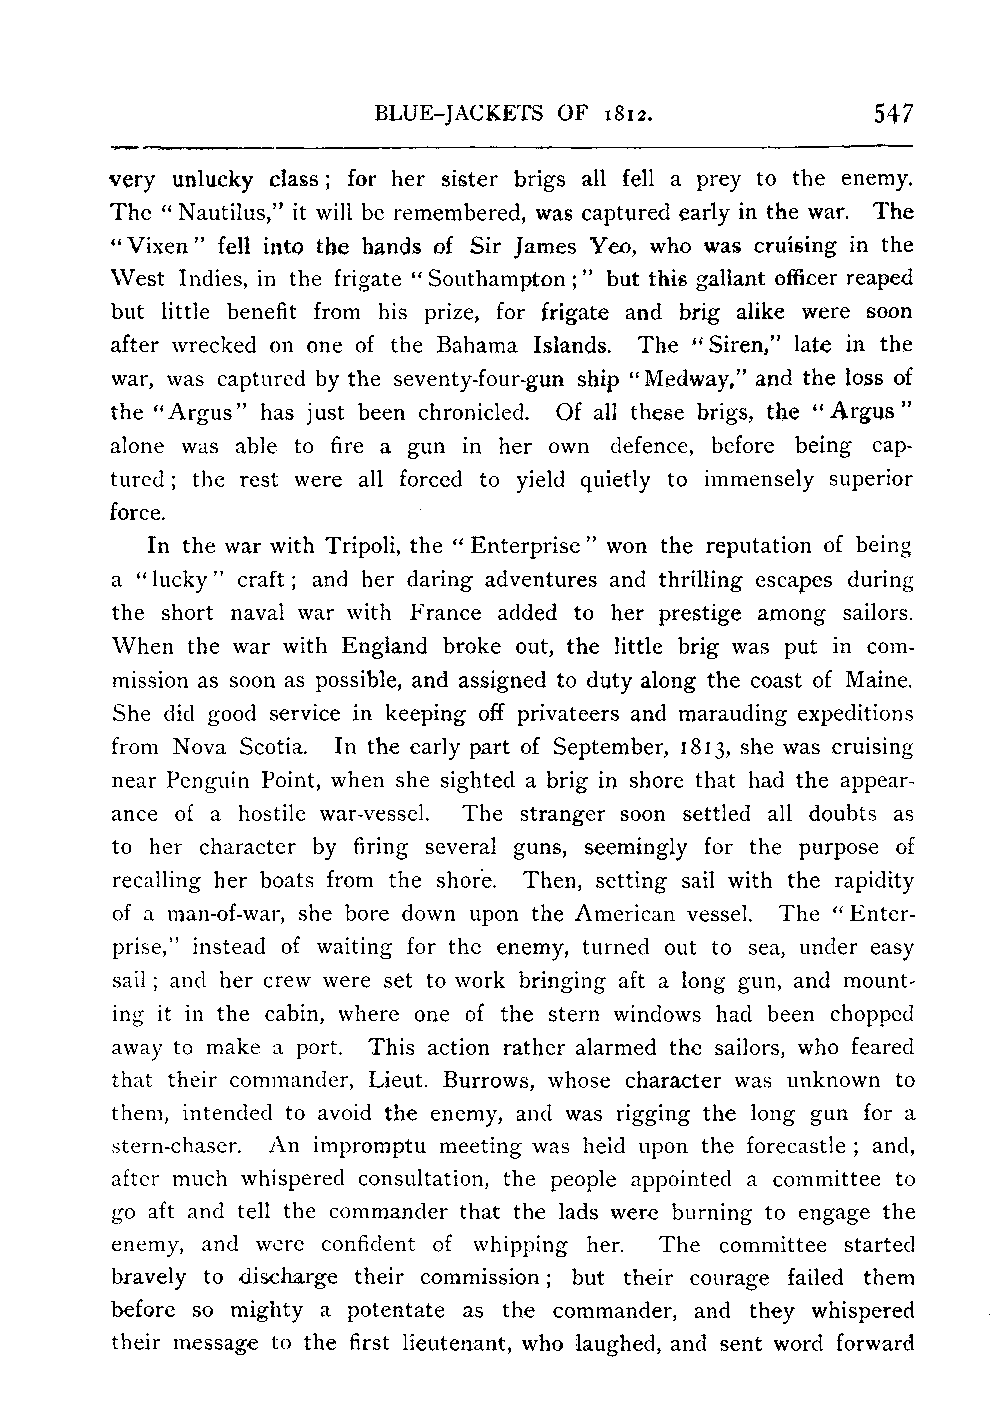 BLUE-JACKETS OF 1812. 547
very unlucky class; for her sister brigs all fell a prey to the enemy.
The "Nautilus," it will be remembered, was captured early in the war. The
"Vixen" fell into the hands of Sir James Yeo, who was cruising in the
West Indies, in the frigate "Southampton;" but this gallant officer reaped
but little benefit from his prize, for frigate and brig alike were soon
after wrecked on one of the Bahama Islands. The "Siren," late in the
war, was captured by the seventy-four-gun ship "Medway," and the loss of
the "Argus" has just been chronicled. Of all these brigs, the "Argus"
alone was able to fire a gun in her own defence, before being cap-
tured; the rest were all forced to yield quietly to immensely superior
force.
In the war with Tripoli, the "Enterprise" won the reputation of being
a "lucky" craft; and her daring adventures and thrilling escapes during
the short naval war with France added to her prestige among sailors.
When the war with England broke out, the little brig was put in com-
mission as soon as possible, and assigned to duty along the coast of Maine.
She did good service in keeping off privateers and marauding expeditions
from Nova Scotia. In the early part of September, 1813, she was cruising
near Penguin Point, when she sighted a brig in shore that had the appear-
ance of a hostile war-vessel. The stranger soon settled all doubts as
to her character by firing several guns, seemingly for the purpose of
recalling her boats from the shore. Then, setting sail with the rapidity
of a man-of-war, she bore down upon the American vessel. The "Enter-
prise," instead of waiting for the enemy, turned out to sea, under easy
sail; and her crew were set to work bringing aft a long gun, and mount-
ing it in the cabin, where one of the stern windows had been chopped
away to make a port. This action rather alarmed the sailors, who feared
that their commander, Lieut. Burrows, whose character was unknown to
them, intended to avoid the enemy, and was rigging the long gun for a
stern-chaser. An impromptu meeting was held upon the forecastle; and,
after much whispered consultation, the people appointed a committee to
go aft and tell the commander that the lads were burning to engage the
enemy, and were confident of whipping her. The committee started
bravely to discharge their commission; but their courage failed them
before so mighty a potentate as the commander, and they whispered
their message to the first lieutenant, who laughed, and sent word forward